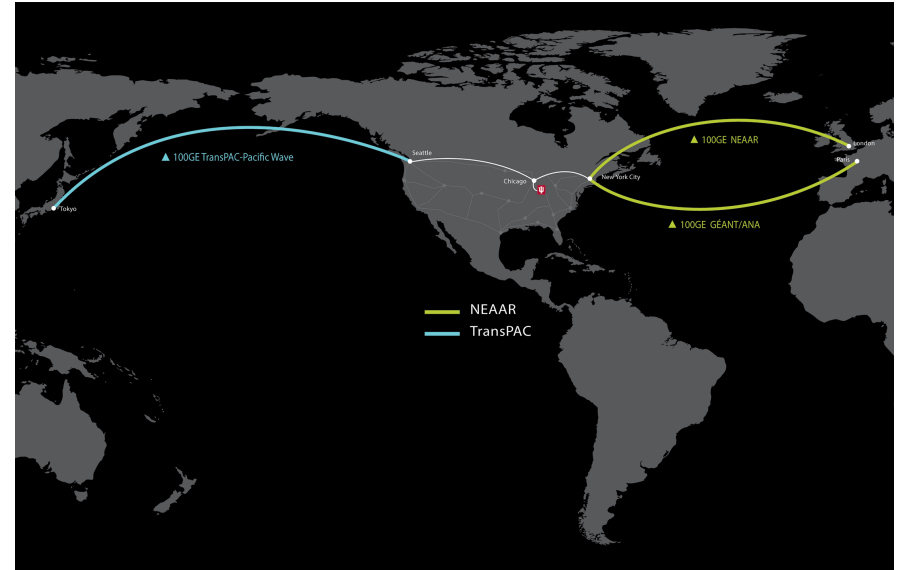 London
100GE NEAAR
Seattle
100GE TransPAC-Pacific Wave
Paris
Chicago
New York City
Tokyo
100GE GÉANT/ANA
NEAAR
TransPAC